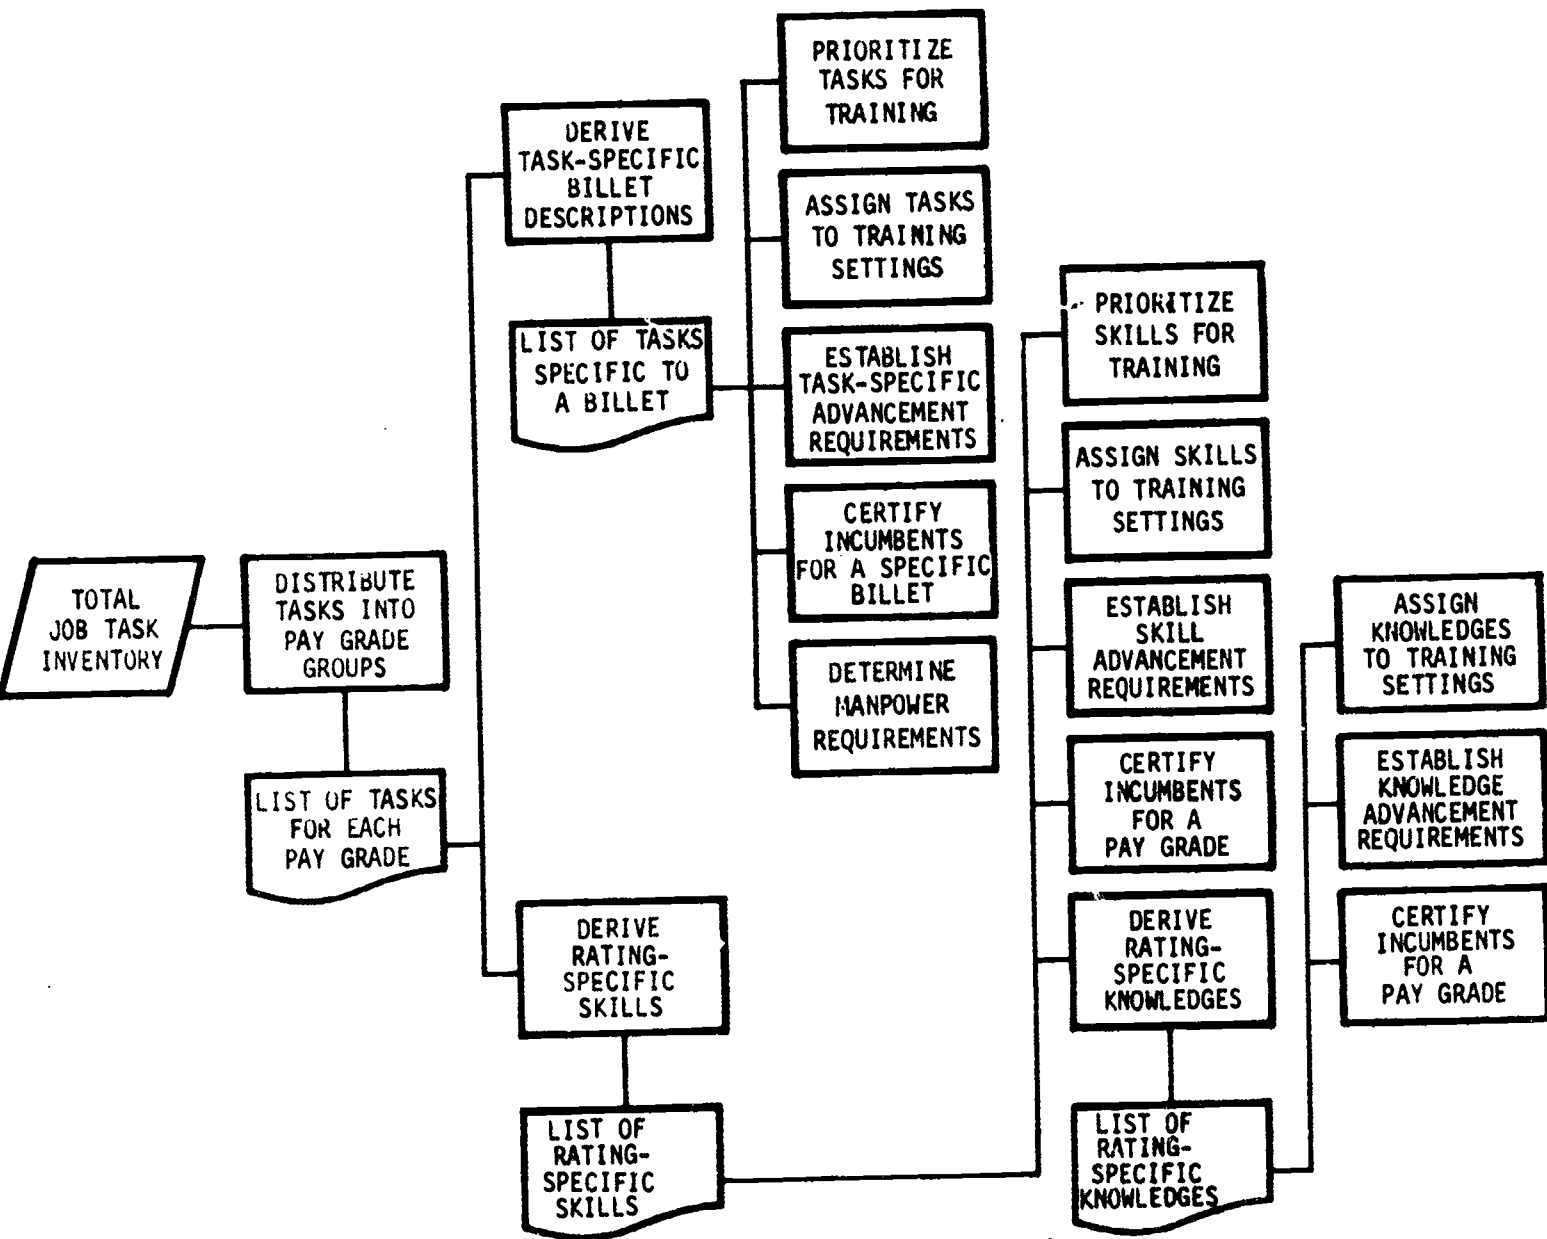 TOTAL
JOB TASK
INVENTORY
DISTRIBUTE
TASKS INTO
PAY GRADE
GROUPS
LIST OF TASKS
FOR EACH
PAY GRADE
DERIVE
TASK-SPECIFIC
BILLET
DESCRIPTIONS
LIST OF TASKS
SPECIFIC TO
A BILLET
DERIVE
RATING-
SPECIFIC
SKILLS
LIST OF
RATING-
SPECIFIC
SKILLS
PRIORITIZE
TASKS FOR
TRAINING
ASSIGN TASKS
TO TRAINING
SETTINGS
ESTABLISH
TASK-SPECIFIC
ADVANCEMENT
REQUIREMENTS
CERTIFY
INCUMBENTS
FOR A SPECIFIC
BILLET
DETERMINE
MANPOWER
REQUIREMENTS
PRIORITIZE
SKILLS FOR
TRAINING
ASSIGN SKILLS
TO TRAINING
SETTINGS
ESTABLISH
SKILL
ADVANCEMENT
REQUIREMENTS
CERTIFY
INCUMBENTS
FOR A
PAY GRADE
DERIVE
RATING-
SPECIFIC
KNOWLEDGES
LIST OF
RATING-
SPECIFIC
KNOWLEDGES
ASSIGN
KNOWLEDGES
TO TRAINING
SETTINGS
ESTABLISH
KNOWLEDGE
ADVANCEMENT
REQUIREMENTS
CERTIFY
INCUMBENTS
FOR A
PAY GRADE